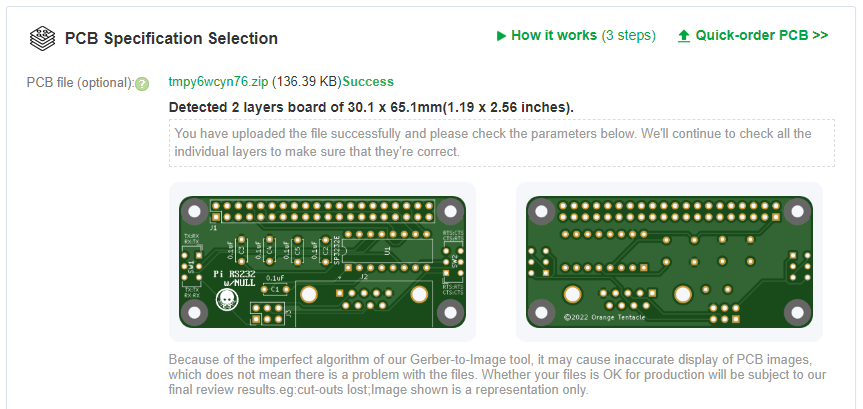 PCB Specification Selection
How it works (3 steps)
Quick-order PCB >>
PCB file (optional):
?
tmpy6wcyn76.zip (136.39 KB)Success
Detected 2 layers board of 30.1 x 65.1mm(1.19 x 2.56 inches).
You have uploaded the file successfully and please check the parameters below. We'll continue to check all the
individual layers to make sure that they're correct.
J1
TX:RX
RX:TX
SW1
TX:TX
RX:RX
0.1uF
C3
0.1uF
C4
0.1uF
C5
0.1uF
C2
SP3232E
U1
RTS:CTS
CTS:RTS
SW2
RTS:RTS
CTS:CTS
Pi RS232
w/NULL
0.1uF
C1
J2
J3
©2022 Orange Tentacle
Because of the imperfect algorithm of our Gerber-to-Image tool, it may cause inaccurate display of PCB images,
which does not mean there is a problem with the files. Whether your files is OK for production will be subject to our
final review results.eg:cut-outs lost;Image shown is a representation only.